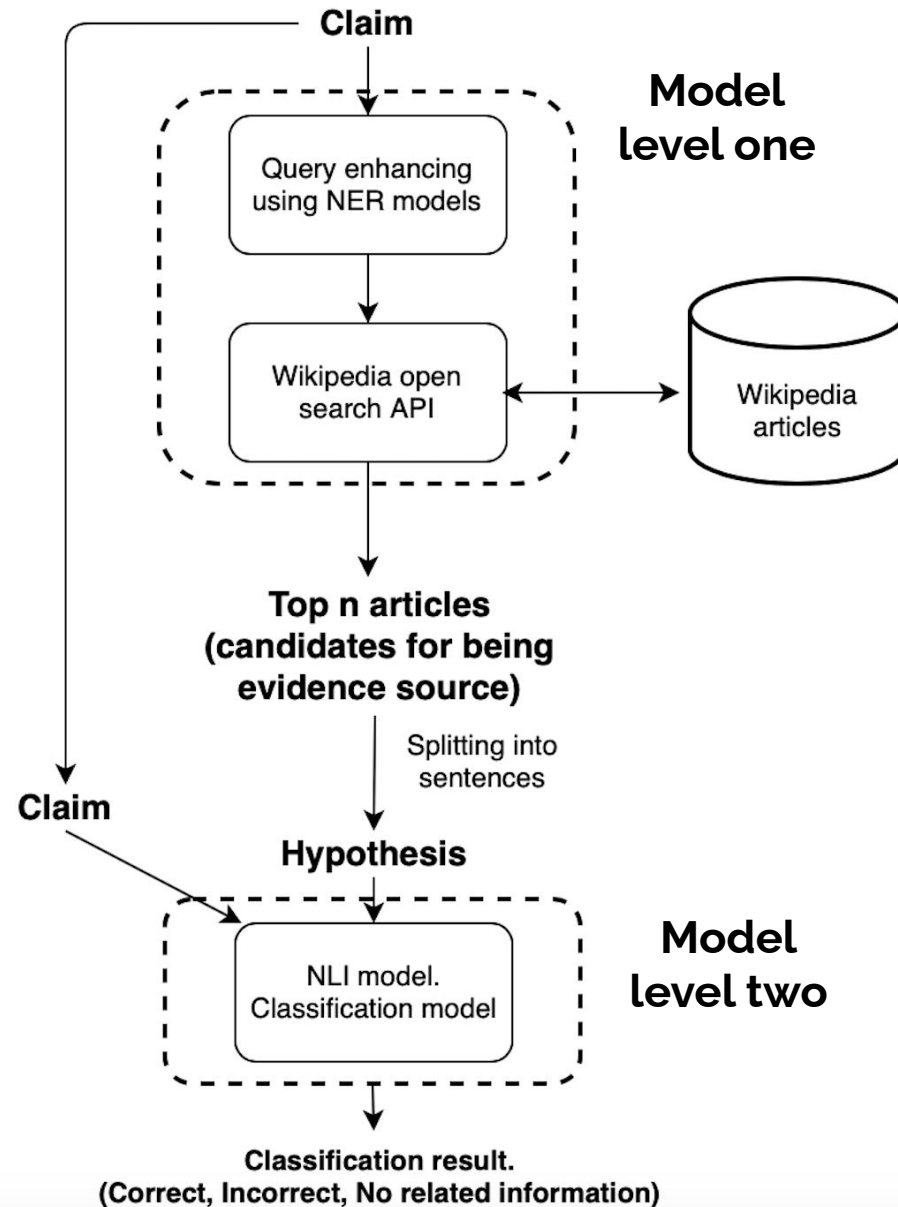 Claim
Model
level one
Query enhancing
using NER models
Wikipedia open
search API
Wikipedia
articles
Top n articles
(candidates for being
evidence source)
Splitting into
sentences
Claim
Hypothesis
Model
level two
NLI model.
Classification model
Classification result.
(Correct, Incorrect, No related information)